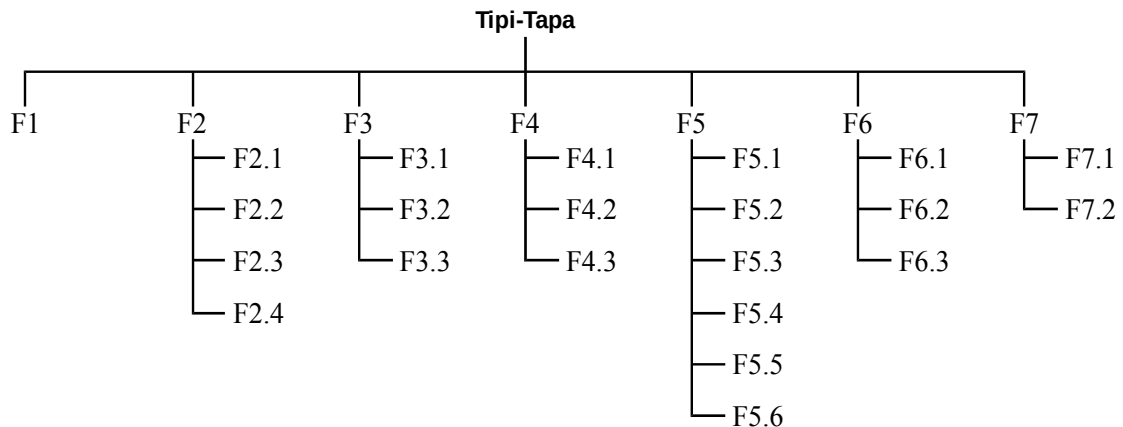 Tipi-Tapa
F1 F2 F3 F4 F5 F6 F7
F2.1 F3.1 F4.1 F5.1 F6.1 F7.1
F2.2 F3.2 F4.2 F5.2 F6.2 F7.2
F2.3 F3.3 F4.3 F5.3 F6.3
F2.4 F5.4
F5.5
F5.6